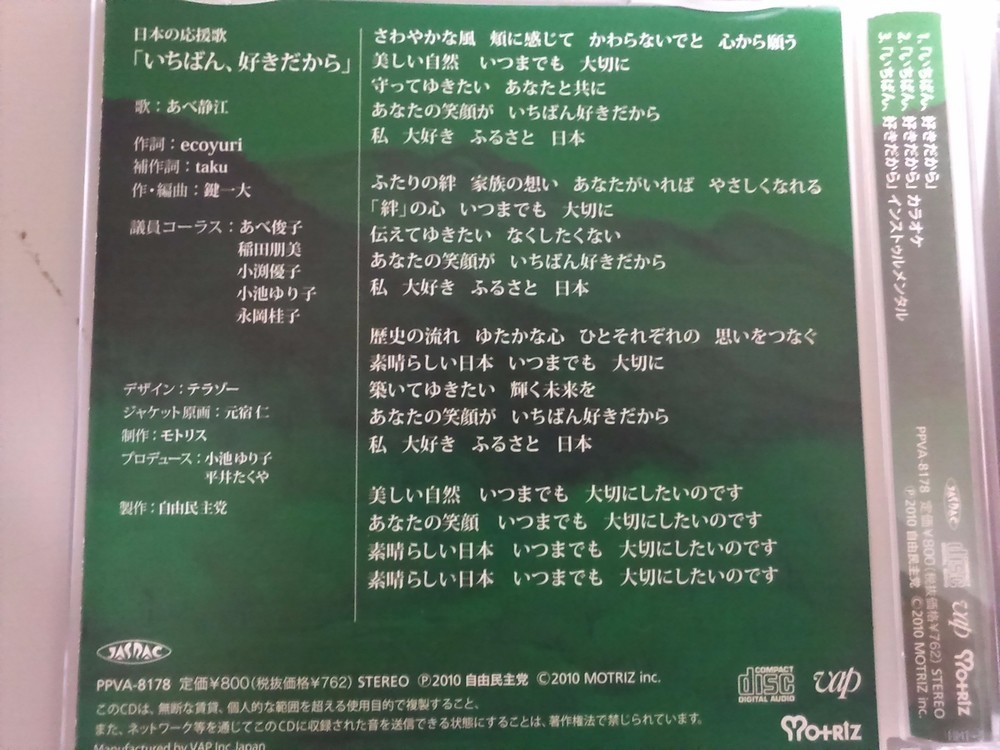 日本の応援歌
「いちばん、好きだから」
歌：あべ静江
作詞：ecoyuri
補作詞：taku
作・編曲：鍵一大
議員コーラス：あべ俊子
稲田朋美
小渕優子
小池ゆり子
永岡桂子
デザイン：テラゾー
ジャケット原画：元宿 仁
制作：モトリス
プロデュース：小池ゆり子
平井たくや
製作：自由民主党
さわやかな風 頬に感じて かわらないでと 心から願う
美しい自然 いつまでも 大切に
守ってゆきたい あなたと共に
あなたの笑顔が いちばん好きだから
私 大好き ふるさと 日本
ふたりの絆 家族の想い あなたがいれば やさしくなれる
「絆」の心 いつまでも 大切に
伝えてゆきたい なくしたくない
あなたの笑顔が いちばん好きだから
私 大好き ふるさと 日本
歴史の流れ ゆたかな心 ひとそれぞれの 思いをつなぐ
素晴らしい日本 いつまでも 大切に
築いてゆきたい 輝く未来を
あなたの笑顔が いちばん好きだから
私 大好き ふるさと 日本
美しい自然 いつまでも 大切にしたいのです
あなたの笑顔 いつまでも 大切にしたいのです
素晴らしい日本 いつまでも 大切にしたいのです
素晴らしい日本 いつまでも 大切にしたいのです
JASRAC
PPVA-8178 定価¥800(税抜価格¥762) STEREO Ⓟ2010 自由民主党 ©2010 MOTRIZ inc.
このCDは、無断な賃貸、個人的な範囲を超える使用目的で複製すること、
また、ネットワーク等を通じてこのCDに収録された音を送信できる状態にすることは、著作権法で禁じられています。
Manufactured by VAP Inc. Japan
COMPACT
disc
DIGITAL AUDIO
vap
MOTRIZ
1.「いちばん、好きだから」
2.「いちばん、好きだから」カラオケ
3.「いちばん、好きだから」インストゥルメンタル
JASRAC
disc
vap
MOTRIZ
PPVA-8178 定価¥800(税抜価格¥762) STEREO
Ⓟ2010 自由民主党 ©2010 MOTRIZ inc.